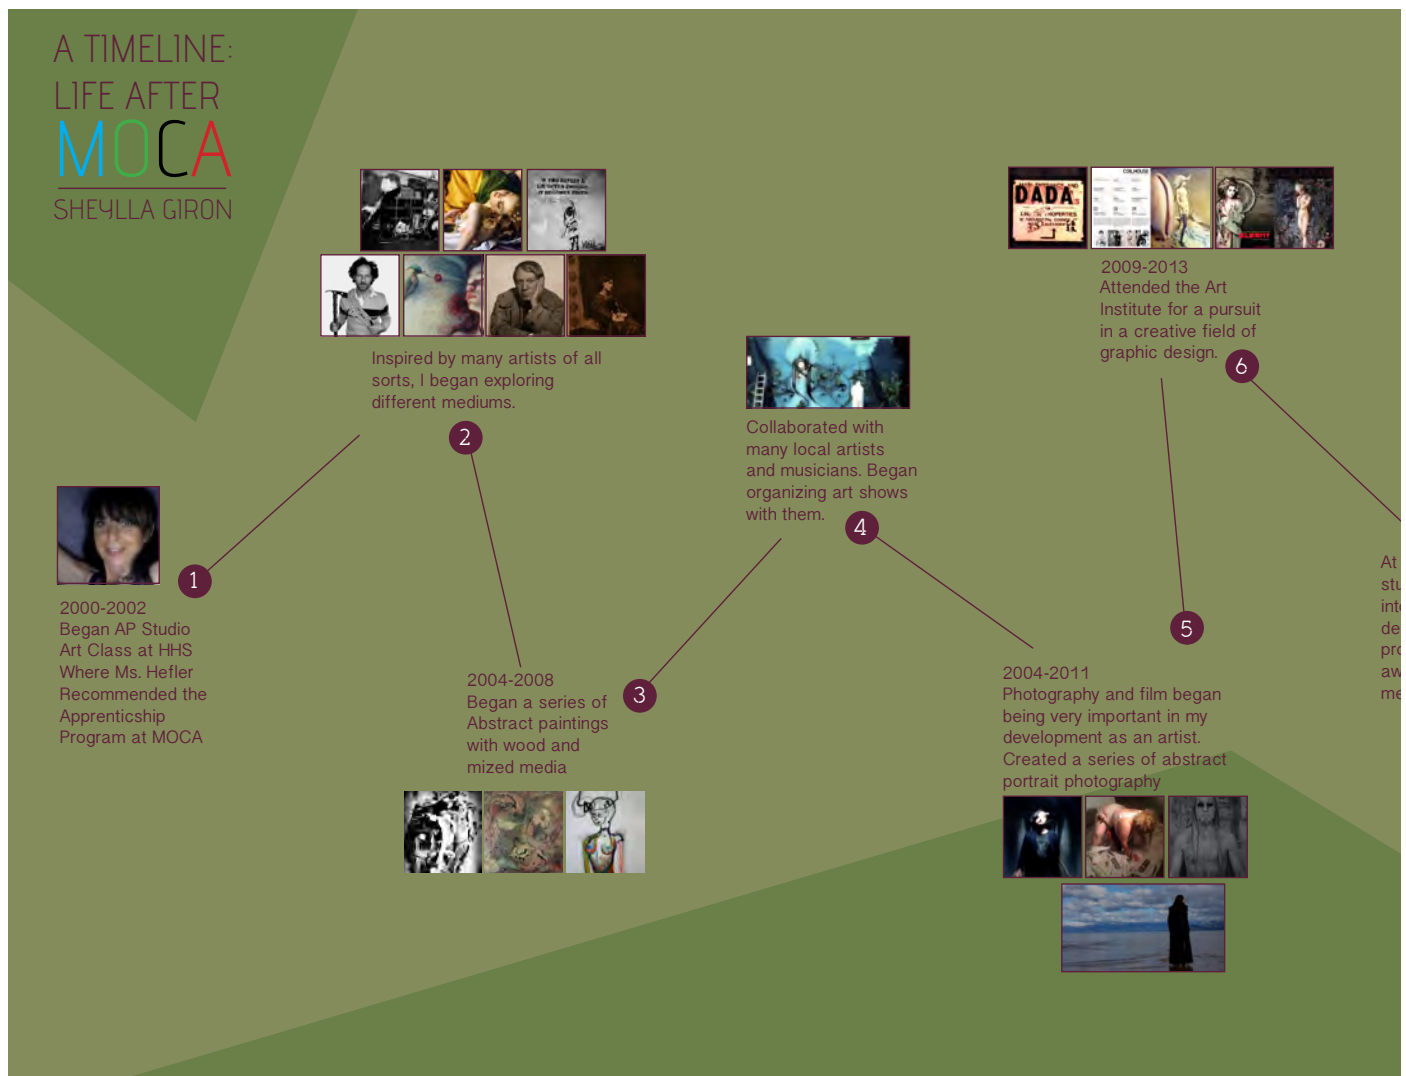 A TIMELINE:
LIFE AFTER
MOCA
SHEYLLA GIRON
1
2000-2002
Began AP Studio
Art Class at HHS
Where Ms. Hefler
Recommended the
Apprenticship
Program at MOCA
Inspired by many artists of all
sorts, I began exploring
different mediums.
2
2004-2008
Began a series of
Abstract paintings
with wood and
mized media
3
Collaborated with
many local artists
and musicians. Began
organizing art shows
with them.
4
2004-2011
Photography and film began
being very important in my
development as an artist.
Created a series of abstract
portrait photography
5
DADA
COILHOUSE
2009-2013
Attended the Art
Institute for a pursuit
in a creative field of
graphic design.
6
At